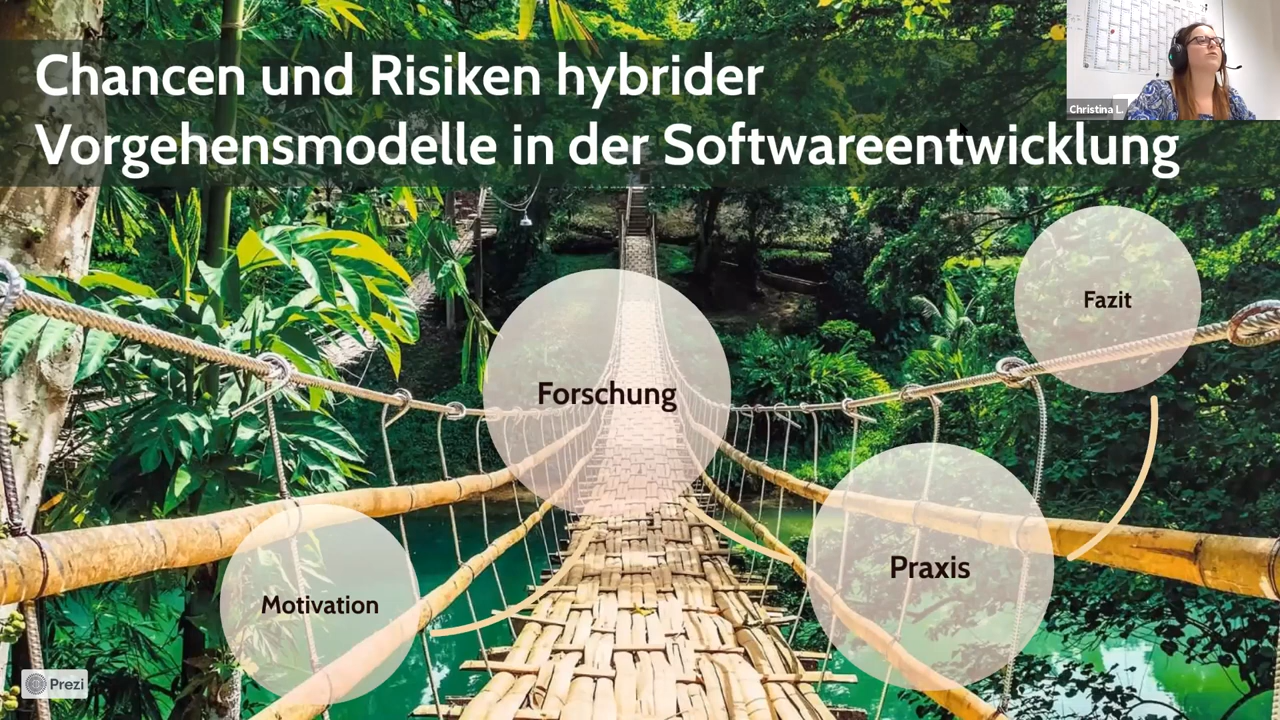 Chancen und Risiken hybrider
Vorgehensmodelle in der Softwareentwicklung
Christina L.
Fazit
Forschung
Praxis
Motivation
Prezi